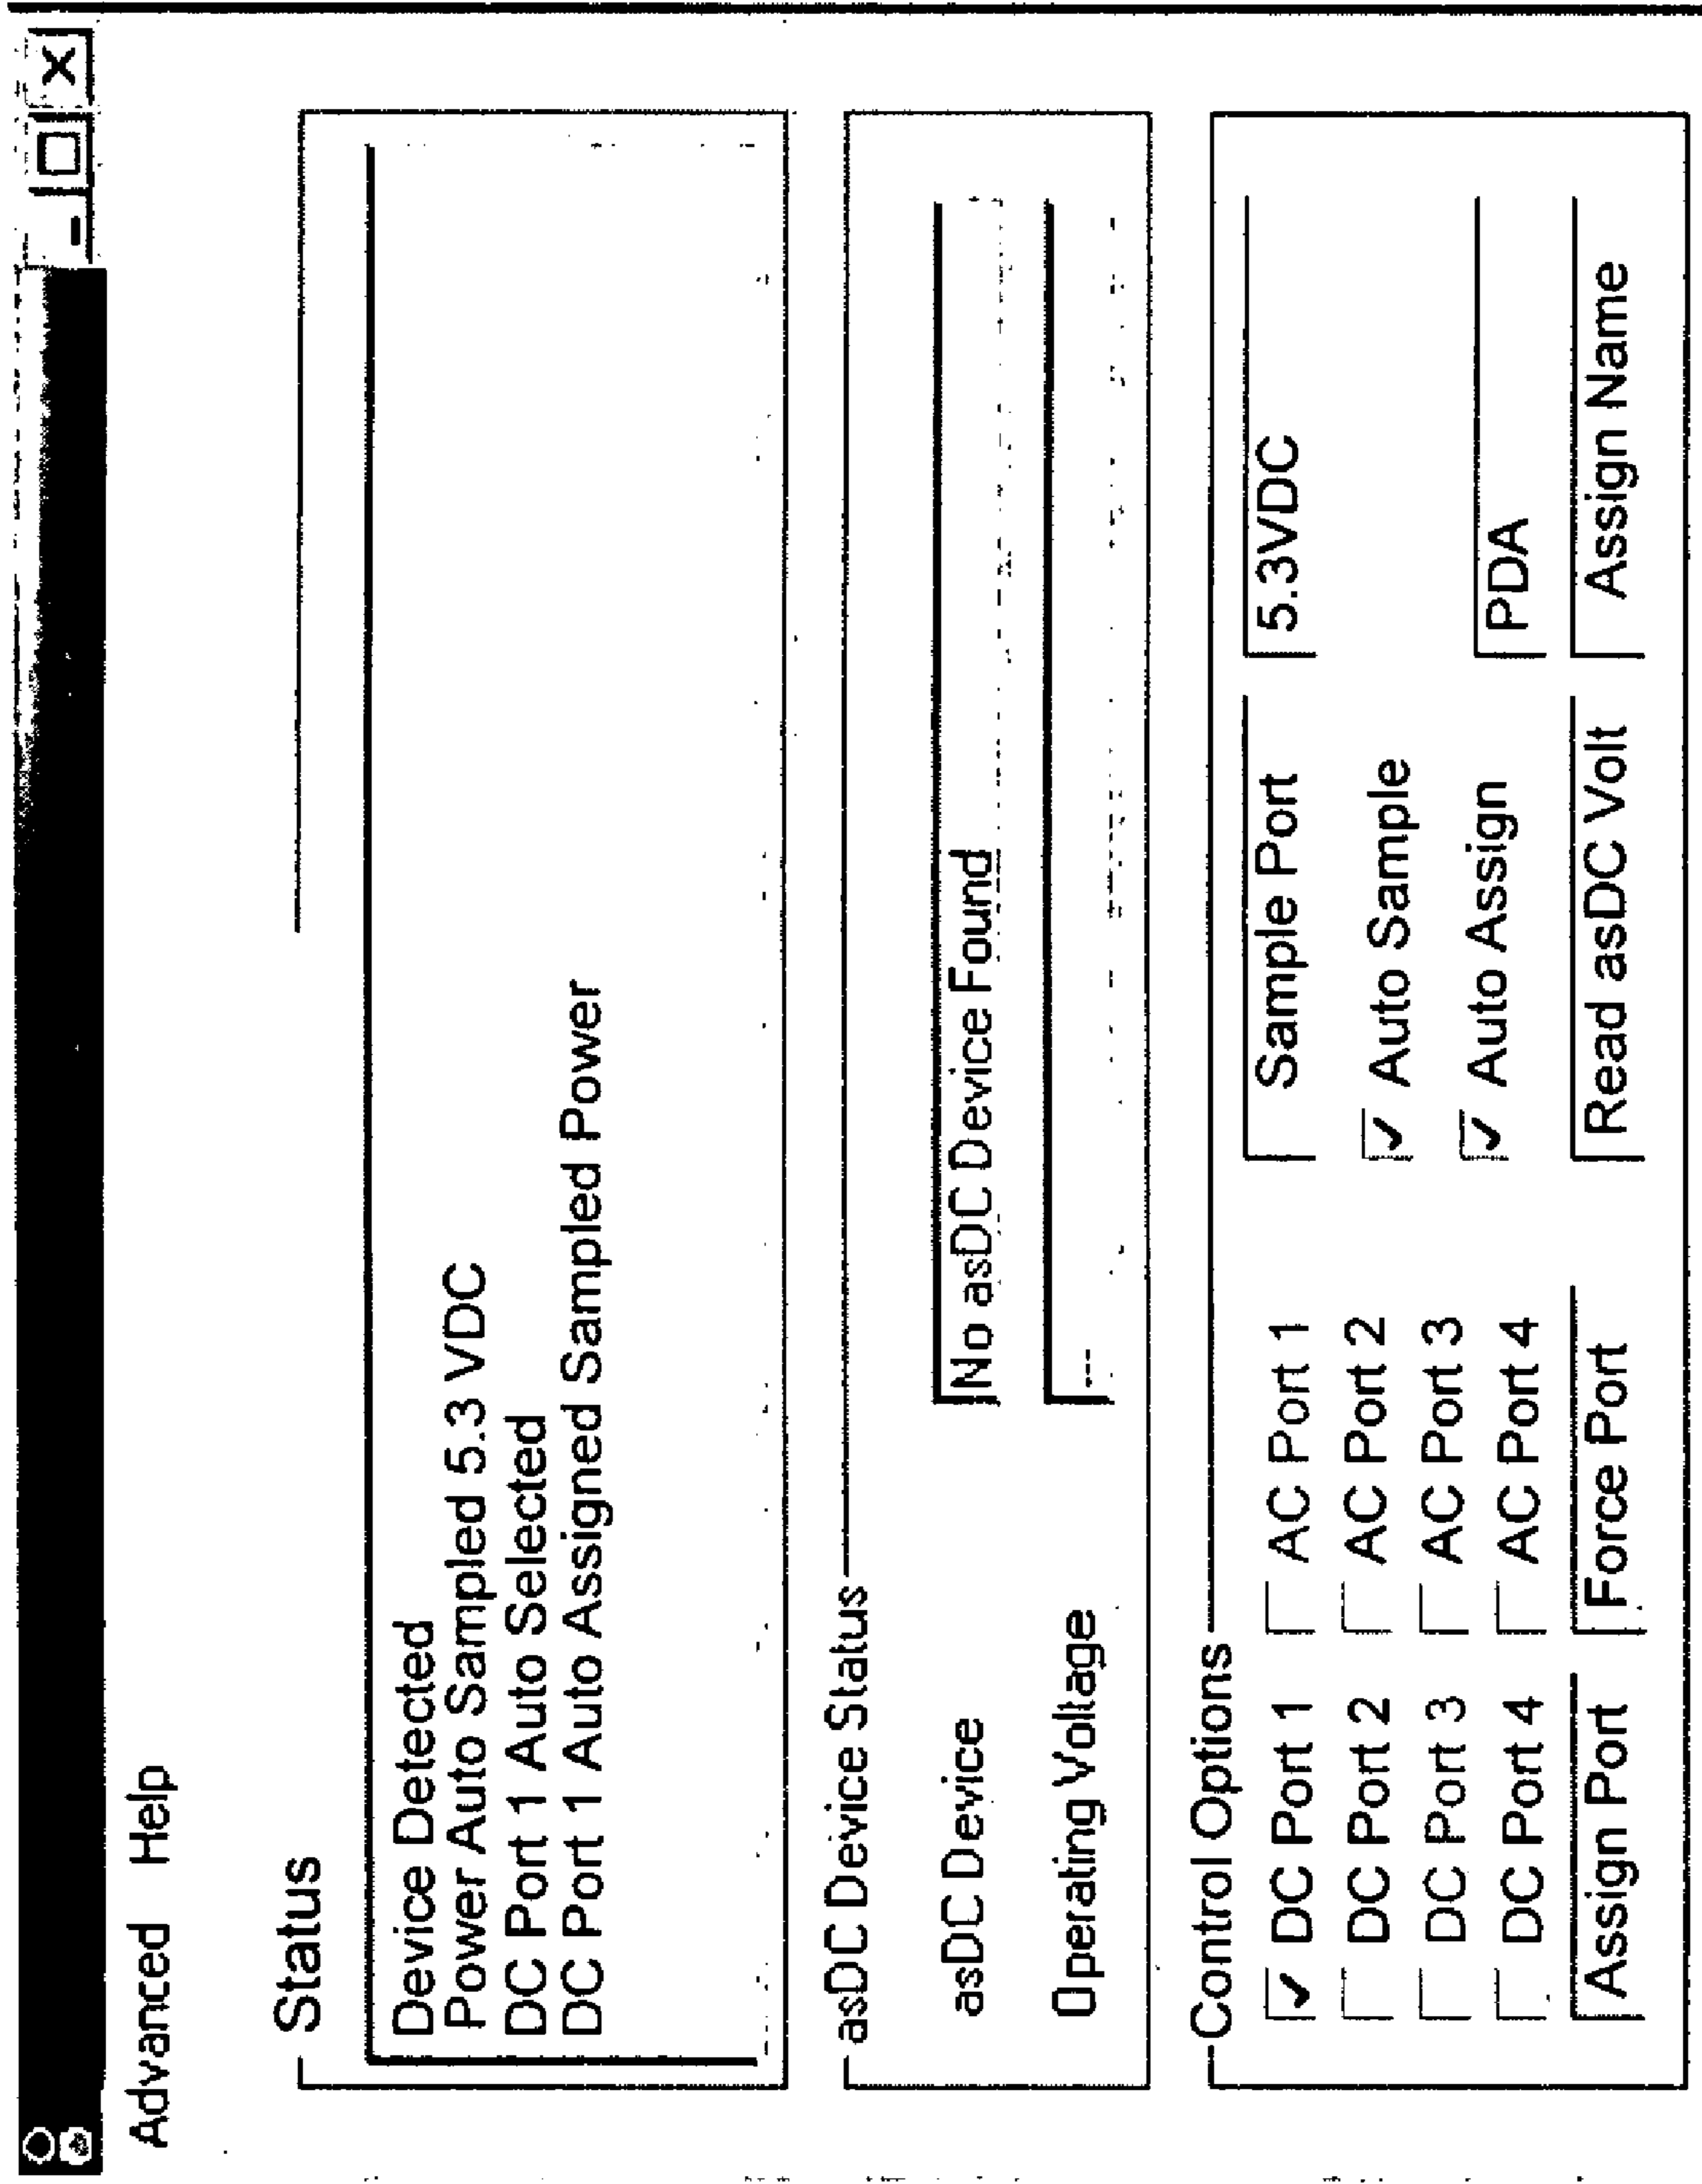 Advanced Help
Status
Device Detected
Power Auto Sampled 5.3 VDC
DC Port 1 Auto Selected
DC Port 1 Auto Assigned Sampled Power
asDC Device Status
asDC Device No asDC Device Found
Operating Voltage ---
Control Options
DC Port 1 AC Port 1 Sample Port 5.3VDC
DC Port 2 AC Port 2 Auto Sample
DC Port 3 AC Port 3 Auto Assign
DC Port 4 AC Port 4 PDA
Assign Port Force Port Read asDC Volt Assign Name